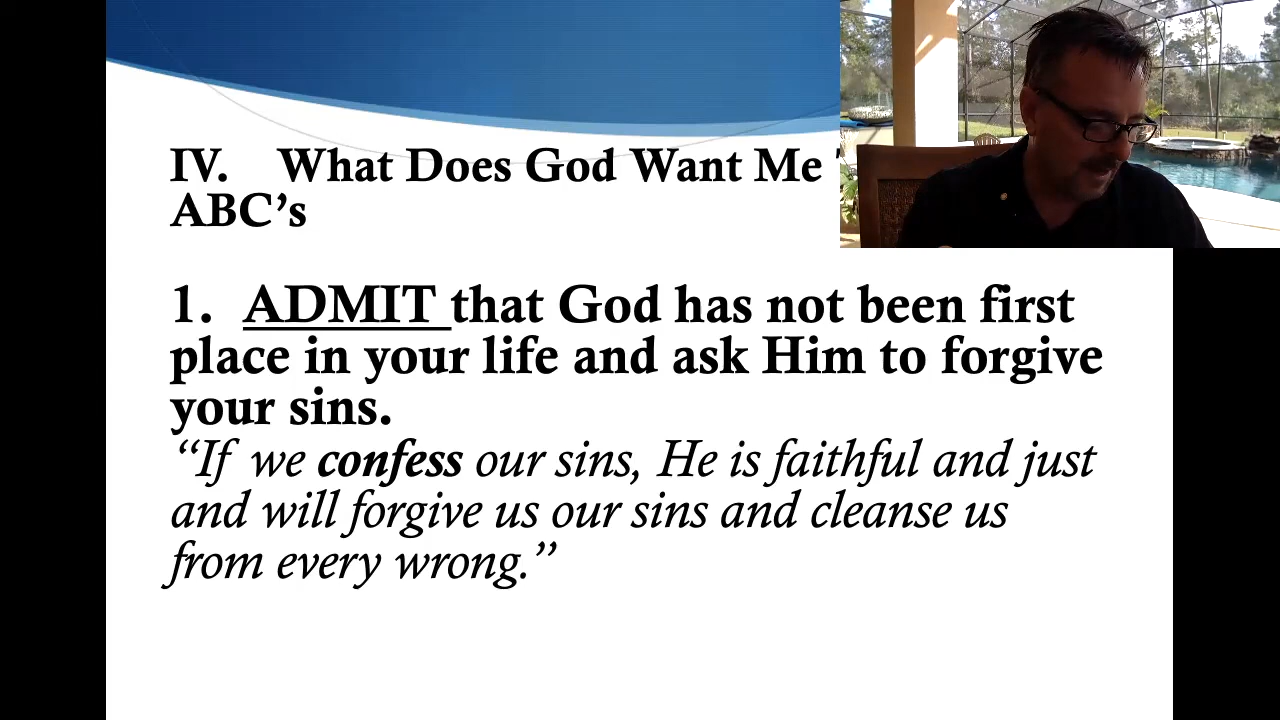 IV. What Does God Want Me
ABC’s
1. ADMIT that God has not been first
place in your life and ask Him to forgive
your sins.
“If we confess our sins, He is faithful and just
and will forgive us our sins and cleanse us
from every wrong.”